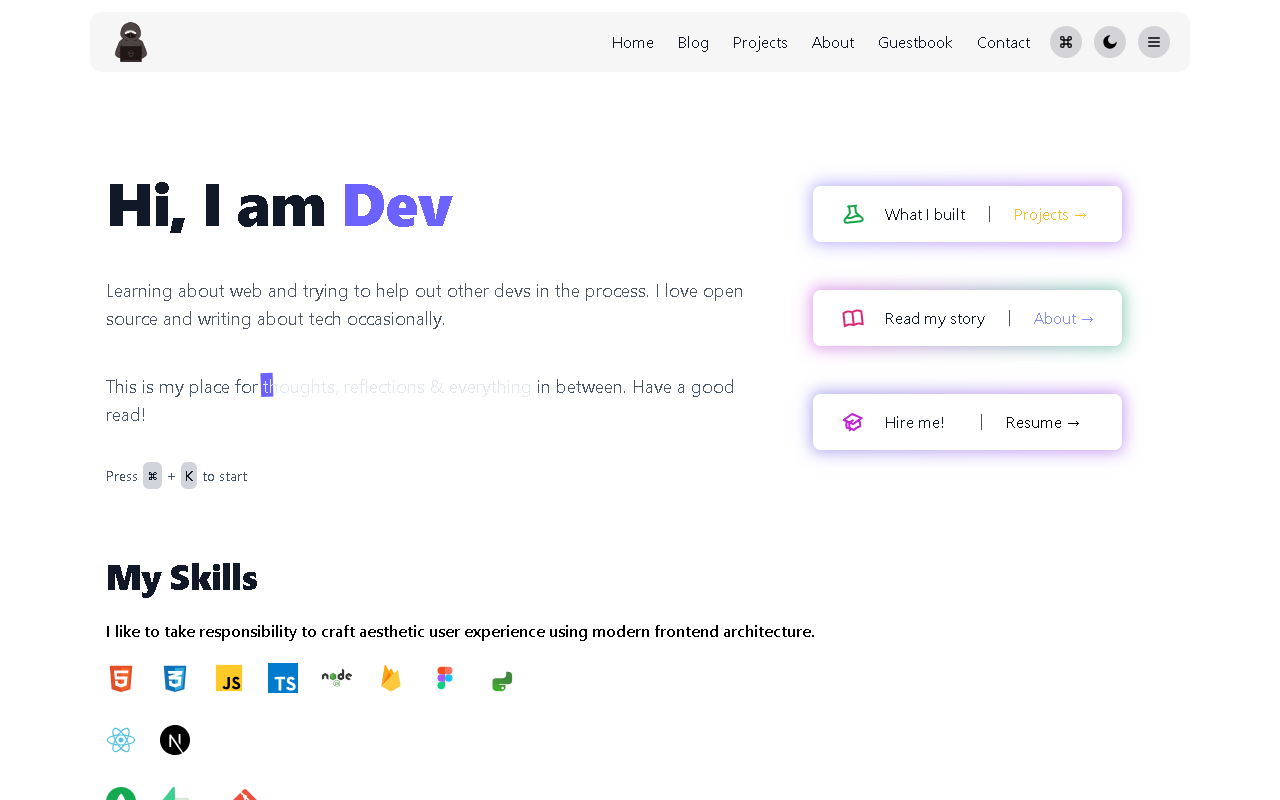 Home Blog Projects About Guestbook Contact ⌘
Hi, I am Dev
Learning about web and trying to help out other devs in the process. I love open
source and writing about tech occasionally.
This is my place for thoughts, reflections & everything in between. Have a good
read!
Press ⌘ + K to start
What I built | Projects →
Read my story | About →
Hire me! | Resume →
My Skills
I like to take responsibility to craft aesthetic user experience using modern frontend architecture.
5 3 JS TS node
N